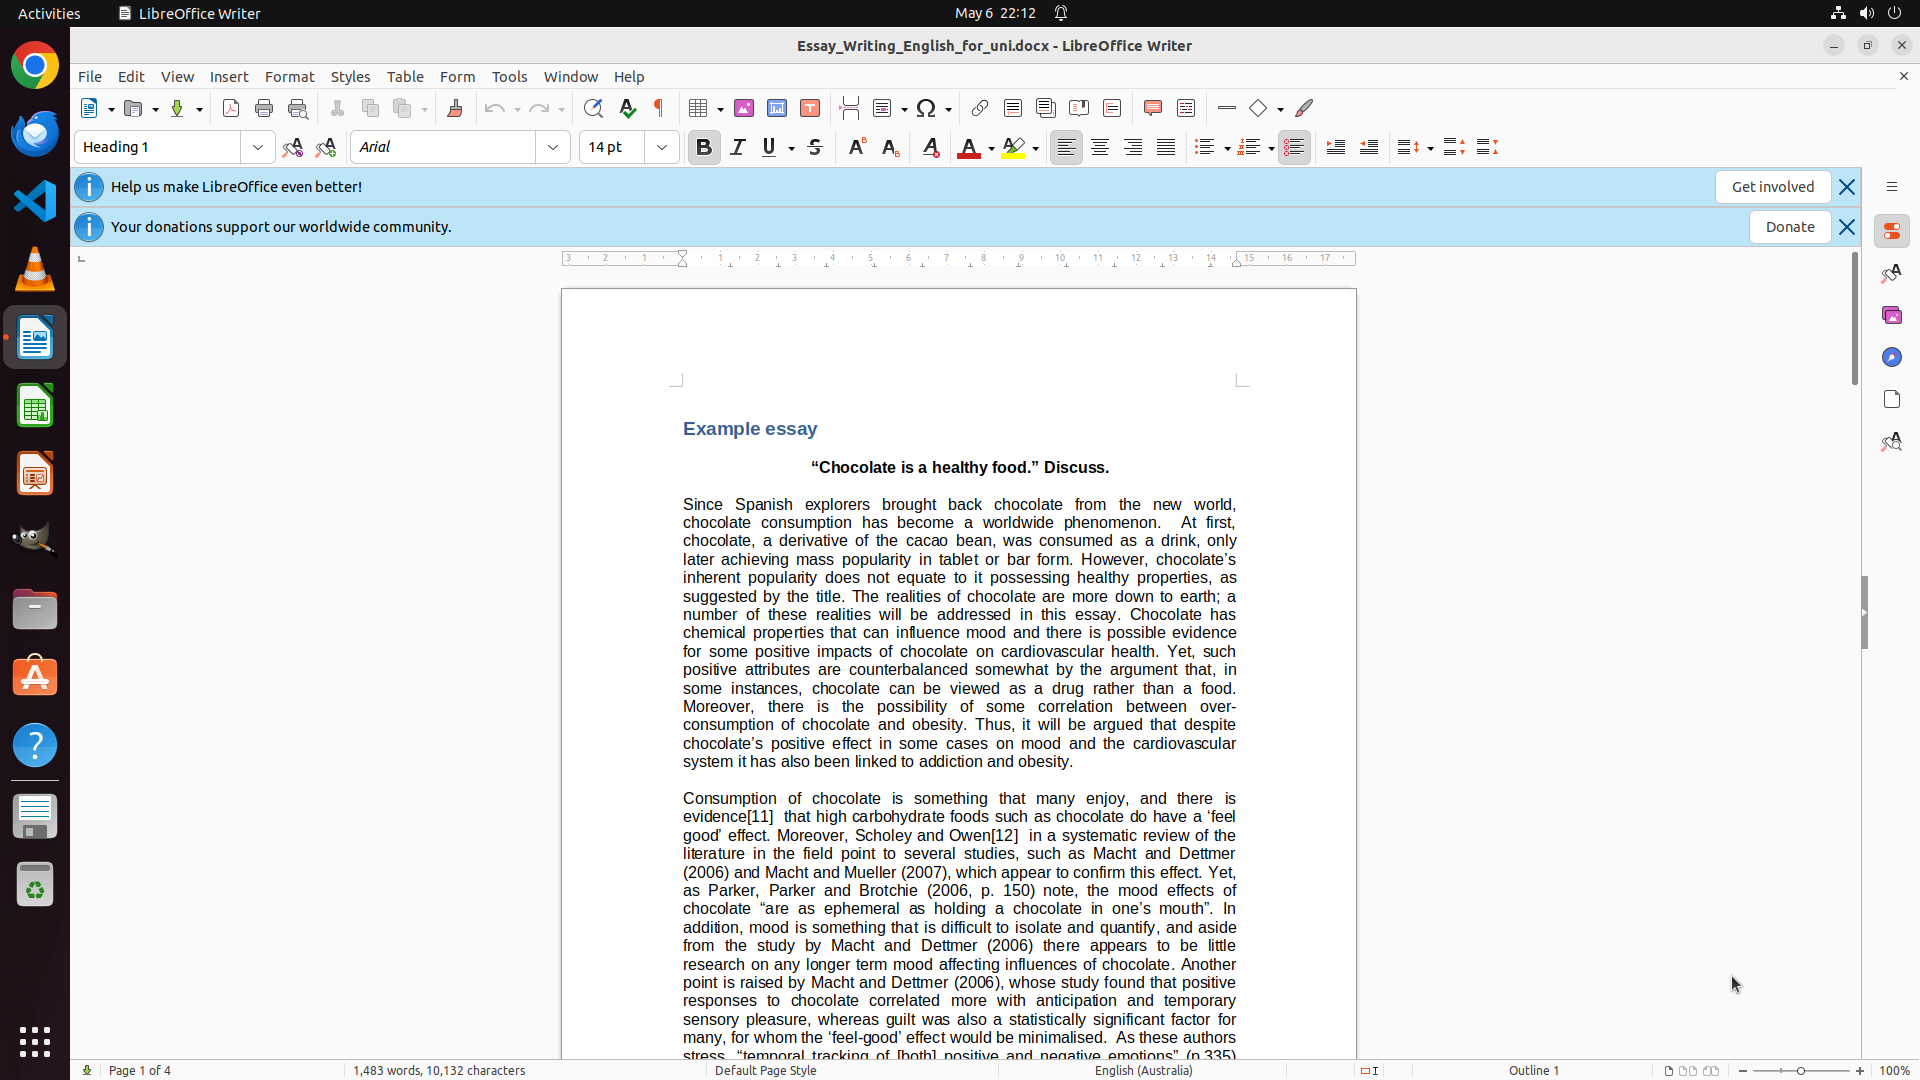 Activities
LibreOffice Writer
May 6 22:12
Essay_Writing_English_for_uni.docx - LibreOffice Writer
File Edit View Insert Format Styles Table Form Tools Window Help
Heading 1
Arial
14 pt
Help us make LibreOffice even better!
Get involved
Your donations support our worldwide community.
Donate
3 2 1 1 2 3 4 5 6 7 8 9 10 11 12 13 14 15 16 17
Example essay
“Chocolate is a healthy food.” Discuss.
Since Spanish explorers brought back chocolate from the new world,
chocolate consumption has become a worldwide phenomenon. At first,
chocolate, a derivative of the cacao bean, was consumed as a drink, only
later achieving mass popularity in tablet or bar form. However, chocolate’s
inherent popularity does not equate to it possessing healthy properties, as
suggested by the title. The realities of chocolate are more down to earth; a
number of these realities will be addressed in this essay. Chocolate has
chemical properties that can influence mood and there is possible evidence
for some positive impacts of chocolate on cardiovascular health. Yet, such
positive attributes are counterbalanced somewhat by the argument that, in
some instances, chocolate can be viewed as a drug rather than a food.
Moreover, there is the possibility of some correlation between over-
consumption of chocolate and obesity. Thus, it will be argued that despite
chocolate’s positive effect in some cases on mood and the cardiovascular
system it has also been linked to addiction and obesity.
Consumption of chocolate is something that many enjoy, and there is
evidence[11] that high carbohydrate foods such as chocolate do have a ‘feel
good’ effect. Moreover, Scholey and Owen[12] in a systematic review of the
literature in the field point to several studies, such as Macht and Dettmer
(2006) and Macht and Mueller (2007), which appear to confirm this effect. Yet,
as Parker, Parker and Brotchie (2006, p. 150) note, the mood effects of
chocolate “are as ephemeral as holding a chocolate in one’s mouth”. In
addition, mood is something that is difficult to isolate and quantify, and aside
from the study by Macht and Dettmer (2006) there appears to be little
research on any longer term mood affecting influences of chocolate. Another
point is raised by Macht and Dettmer (2006), whose study found that positive
responses to chocolate correlated more with anticipation and temporary
sensory pleasure, whereas guilt was also a statistically significant factor for
many, for whom the ‘feel-good’ effect would be minimalised. As these authors
stress, “temporal tracking of [both] positive and negative emotions” (p.335)
Page 1 of 4
1,483 words, 10,132 characters
Default Page Style
English (Australia)
Outline 1
100%